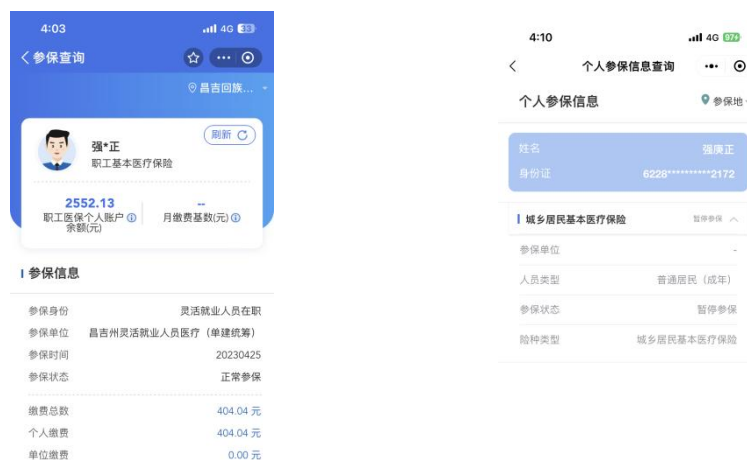 4:03
4G 33
参保查询
昌吉回族...
强*正
刷新
职工基本医疗保险
2552.13
--
职工医保个人账户
余额(元)
月缴费基数(元)
参保信息
参保身份 灵活就业人员在职
参保单位 昌吉州灵活就业人员医疗（单建统筹）
参保时间 20230425
参保状态 正常参保
缴费总数 404.04 元
个人缴费 404.04 元
单位缴费 0.00 元
4:10
4G 97
个人参保信息查询
个人参保信息
参保地
姓名 强庚正
身份证 6228**********2172
城乡居民基本医疗保险 暂停参保
参保单位 -
人员类型 普通居民（成年）
参保状态 暂停参保
险种类型 城乡居民基本医疗保险